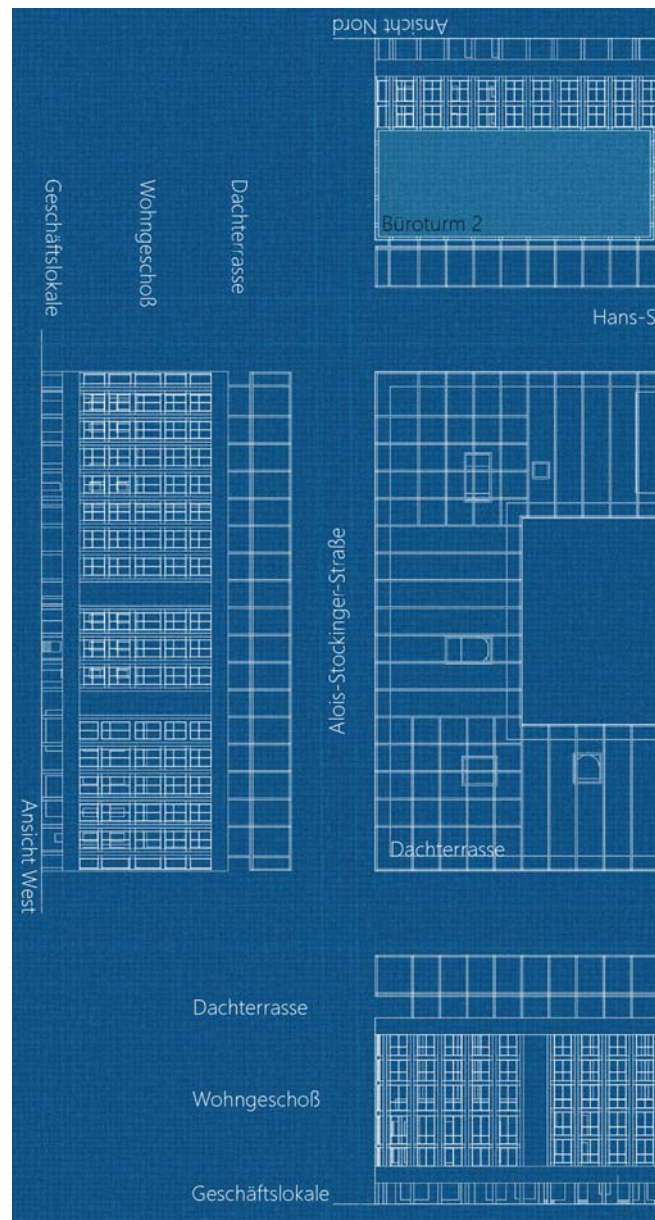 Ansicht Nord
Büroturm 2
Geschäftslokale
Wohngeschoß
Dachterrasse
Hans-S
Alois-Stockinger-Straße
Ansicht West
Dachterrasse
Dachterrasse
Wohngeschoß
Geschäftslokale